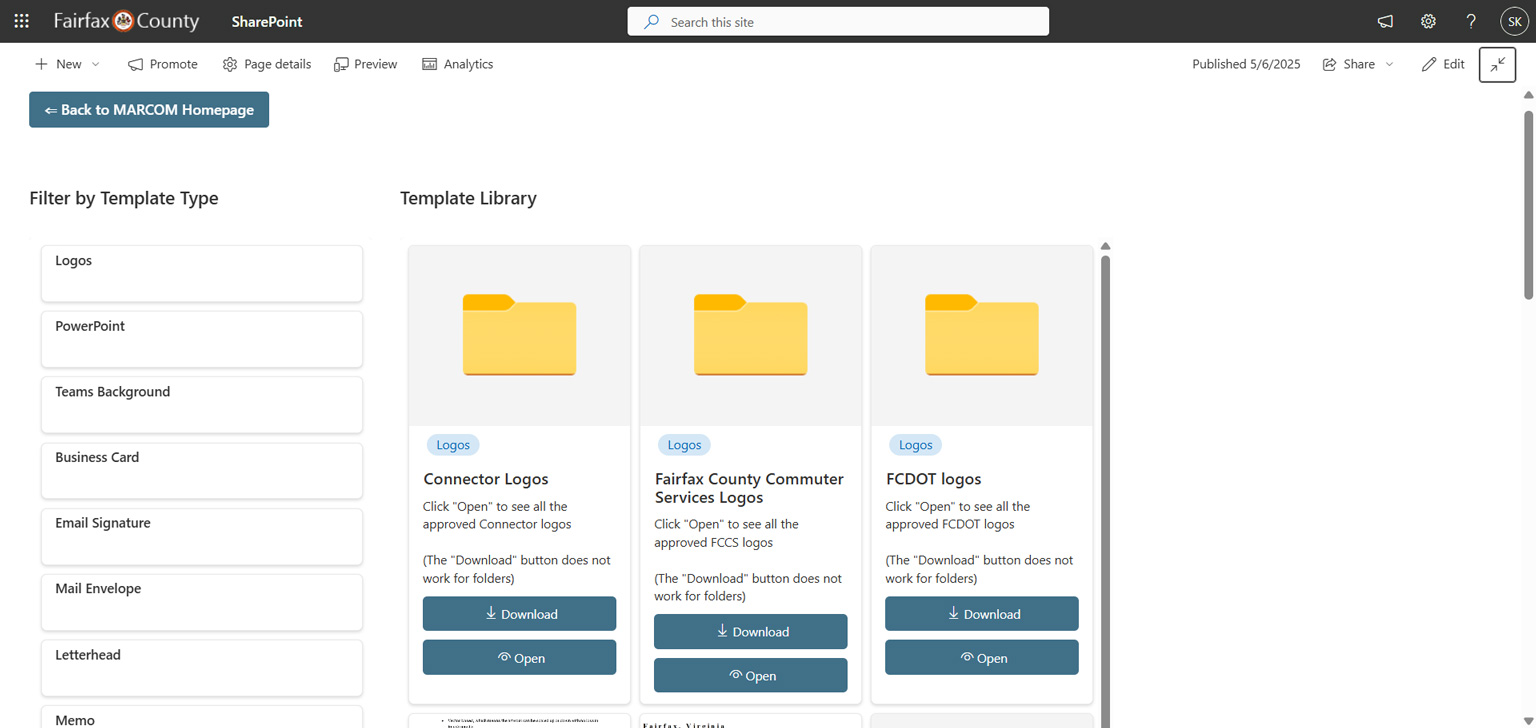 Fairfax County
SharePoint
Search this site
SK
New
Promote
Page details
Preview
Analytics
Published 5/6/2025
Share
Edit
⇐ Back to MARCOM Homepage
Filter by Template Type
Logos
PowerPoint
Teams Background
Business Card
Email Signature
Mail Envelope
Letterhead
Memo
Template Library
Logos
Connector Logos
Click "Open" to see all the
approved Connector logos
(The "Download" button does not
work for folders)
Download
Open
Logos
Fairfax County Commuter
Services Logos
Click "Open" to see all the
approved FCCS logos
(The "Download" button does not
work for folders)
Download
Open
Logos
FCDOT logos
Click "Open" to see all the
approved FCDOT logos
(The "Download" button does not
work for folders)
Download
Open
Fairfax, Virginia